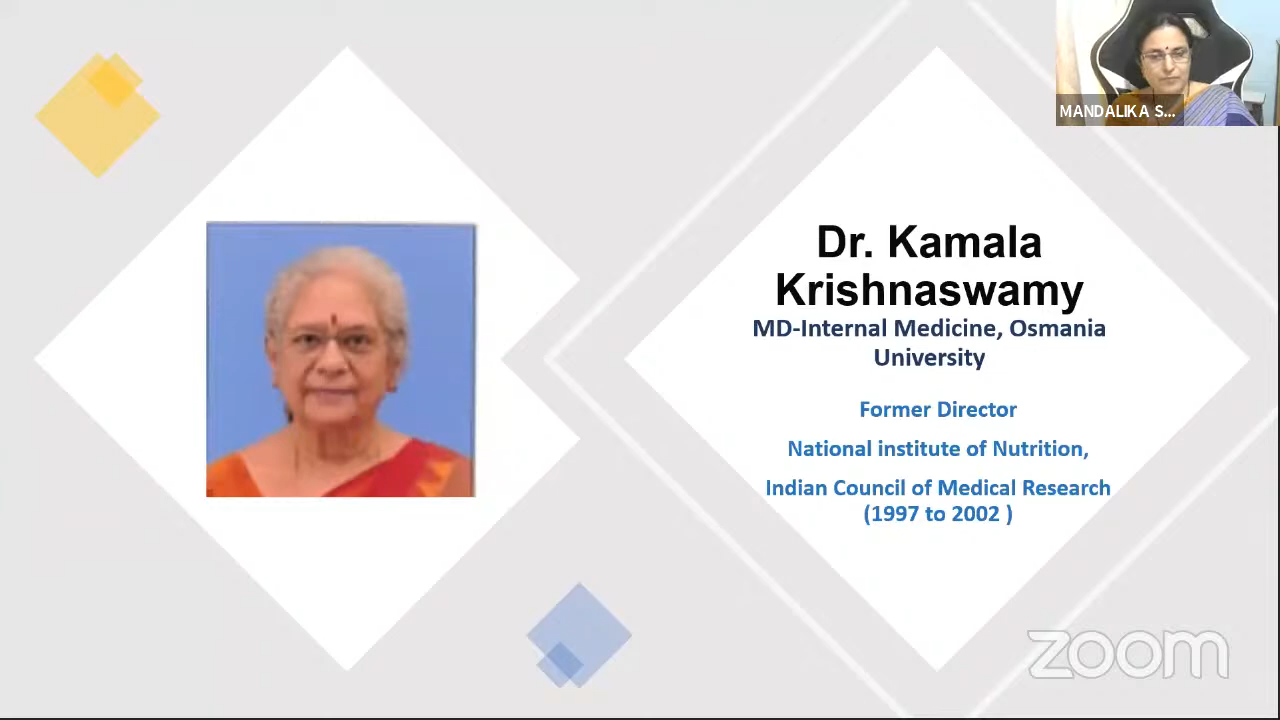 MANDALIKA S...
Dr. Kamala
Krishnaswamy
MD-Internal Medicine, Osmania
University
Former Director
National institute of Nutrition,
Indian Council of Medical Research
(1997 to 2002 )
zoom